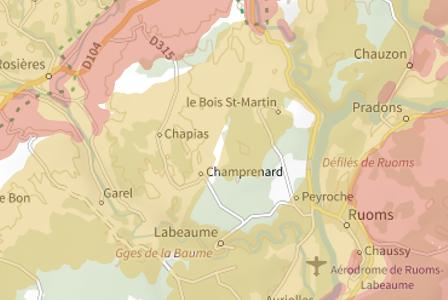 D104
D315
Rosières
Chauzon
le Bois St-Martin
Pradons
Chapias
Défilés de Ruoms
Champrenard
Garel
e Bon
Peyroche
Ruoms
Labeaume
Gges de la Baume
Chaussy
Aérodrome de Ruoms-
Labeaume